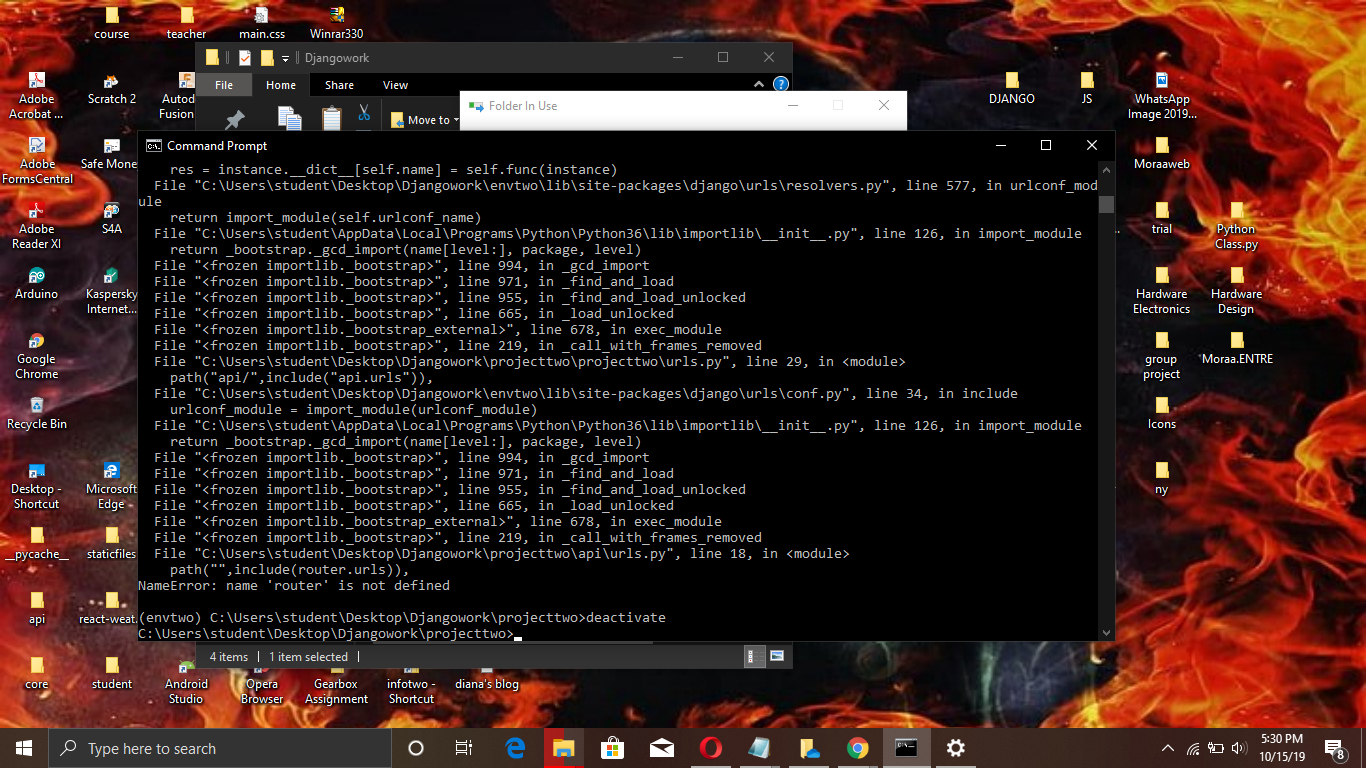 course
teacher
main.css
Winrar330
Djangowork
File
Home
Share
View
Move to
Folder In Use
Adobe
Acrobat ...
Scratch 2
Autod
Fusion
DJANGO
JS
WhatsApp
Image 2019...
Command Prompt
res = instance.__dict__[self.name] = self.func(instance)
File "C:\Users\student\Desktop\Djangowork\envtwo\lib\site-packages\django\urls\resolvers.py", line 577, in urlconf_mod
ule
return import_module(self.urlconf_name)
File "C:\Users\student\AppData\Local\Programs\Python\Python36\lib\importlib\__init__.py", line 126, in import_module
return _bootstrap._gcd_import(name[level:], package, level)
File "<frozen importlib._bootstrap>", line 994, in _gcd_import
File "<frozen importlib._bootstrap>", line 971, in _find_and_load
File "<frozen importlib._bootstrap>", line 955, in _find_and_load_unlocked
File "<frozen importlib._bootstrap>", line 665, in _load_unlocked
File "<frozen importlib._bootstrap_external>", line 678, in exec_module
File "<frozen importlib._bootstrap>", line 219, in _call_with_frames_removed
File "C:\Users\student\Desktop\Djangowork\projecttwo\projecttwo\urls.py", line 29, in <module>
path("api/",include("api.urls")),
File "C:\Users\student\Desktop\Djangowork\envtwo\lib\site-packages\django\urls\conf.py", line 34, in include
urlconf_module = import_module(urlconf_module)
File "C:\Users\student\AppData\Local\Programs\Python\Python36\lib\importlib\__init__.py", line 126, in import_module
return _bootstrap._gcd_import(name[level:], package, level)
File "<frozen importlib._bootstrap>", line 994, in _gcd_import
File "<frozen importlib._bootstrap>", line 971, in _find_and_load
File "<frozen importlib._bootstrap>", line 955, in _find_and_load_unlocked
File "<frozen importlib._bootstrap>", line 665, in _load_unlocked
File "<frozen importlib._bootstrap_external>", line 678, in exec_module
File "<frozen importlib._bootstrap>", line 219, in _call_with_frames_removed
File "C:\Users\student\Desktop\Djangowork\projecttwo\api\urls.py", line 18, in <module>
path("",include(router.urls)),
NameError: name 'router' is not defined
(envtwo) C:\Users\student\Desktop\Djangowork\projecttwo>deactivate
C:\Users\student\Desktop\Djangowork\projecttwo>
Adobe
FormsCentral
Safe Mone
Moraaweb
Adobe
Reader XI
S4A
trial
Python
Class.py
Arduino
Kaspersky
Internet...
Hardware
Electronics
Hardware
Design
Google
Chrome
group
project
Moraa.ENTRE
Recycle Bin
Icons
Desktop -
Shortcut
Microsoft
Edge
ny
__pycache__
staticfiles
api
react-weat
4 items
1 item selected
core
student
Android
Studio
Opera
Browser
Gearbox
Assignment
infotwo -
Shortcut
diana's blog
Type here to search
5:30 PM
10/15/19
8